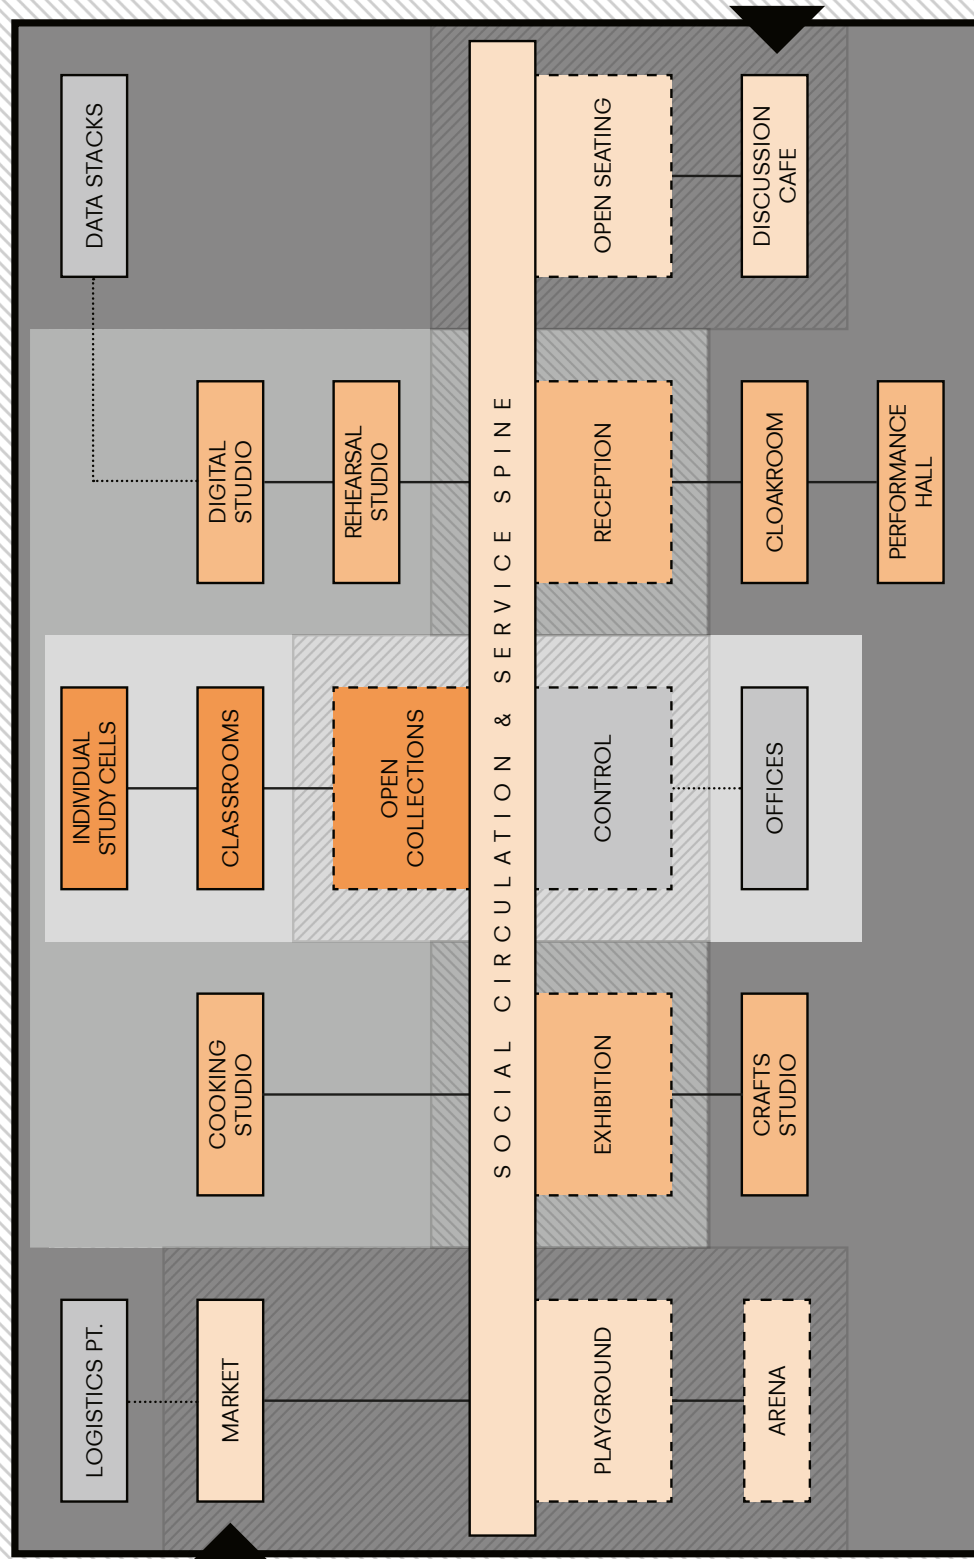 DATA STACKS
OPEN SEATING
DISCUSSION
CAFE
DIGITAL
STUDIO
REHEARSAL
STUDIO
RECEPTION
CLOAKROOM
PERFORMANCE
HALL
SOCIAL CIRCULATION & SERVICE SPINE
INDIVIDUAL
STUDY CELLS
CLASSROOMS
OPEN
COLLECTIONS
CONTROL
OFFICES
COOKING
STUDIO
EXHIBITION
CRAFTS
STUDIO
LOGISTICS PT.
MARKET
PLAYGROUND
ARENA